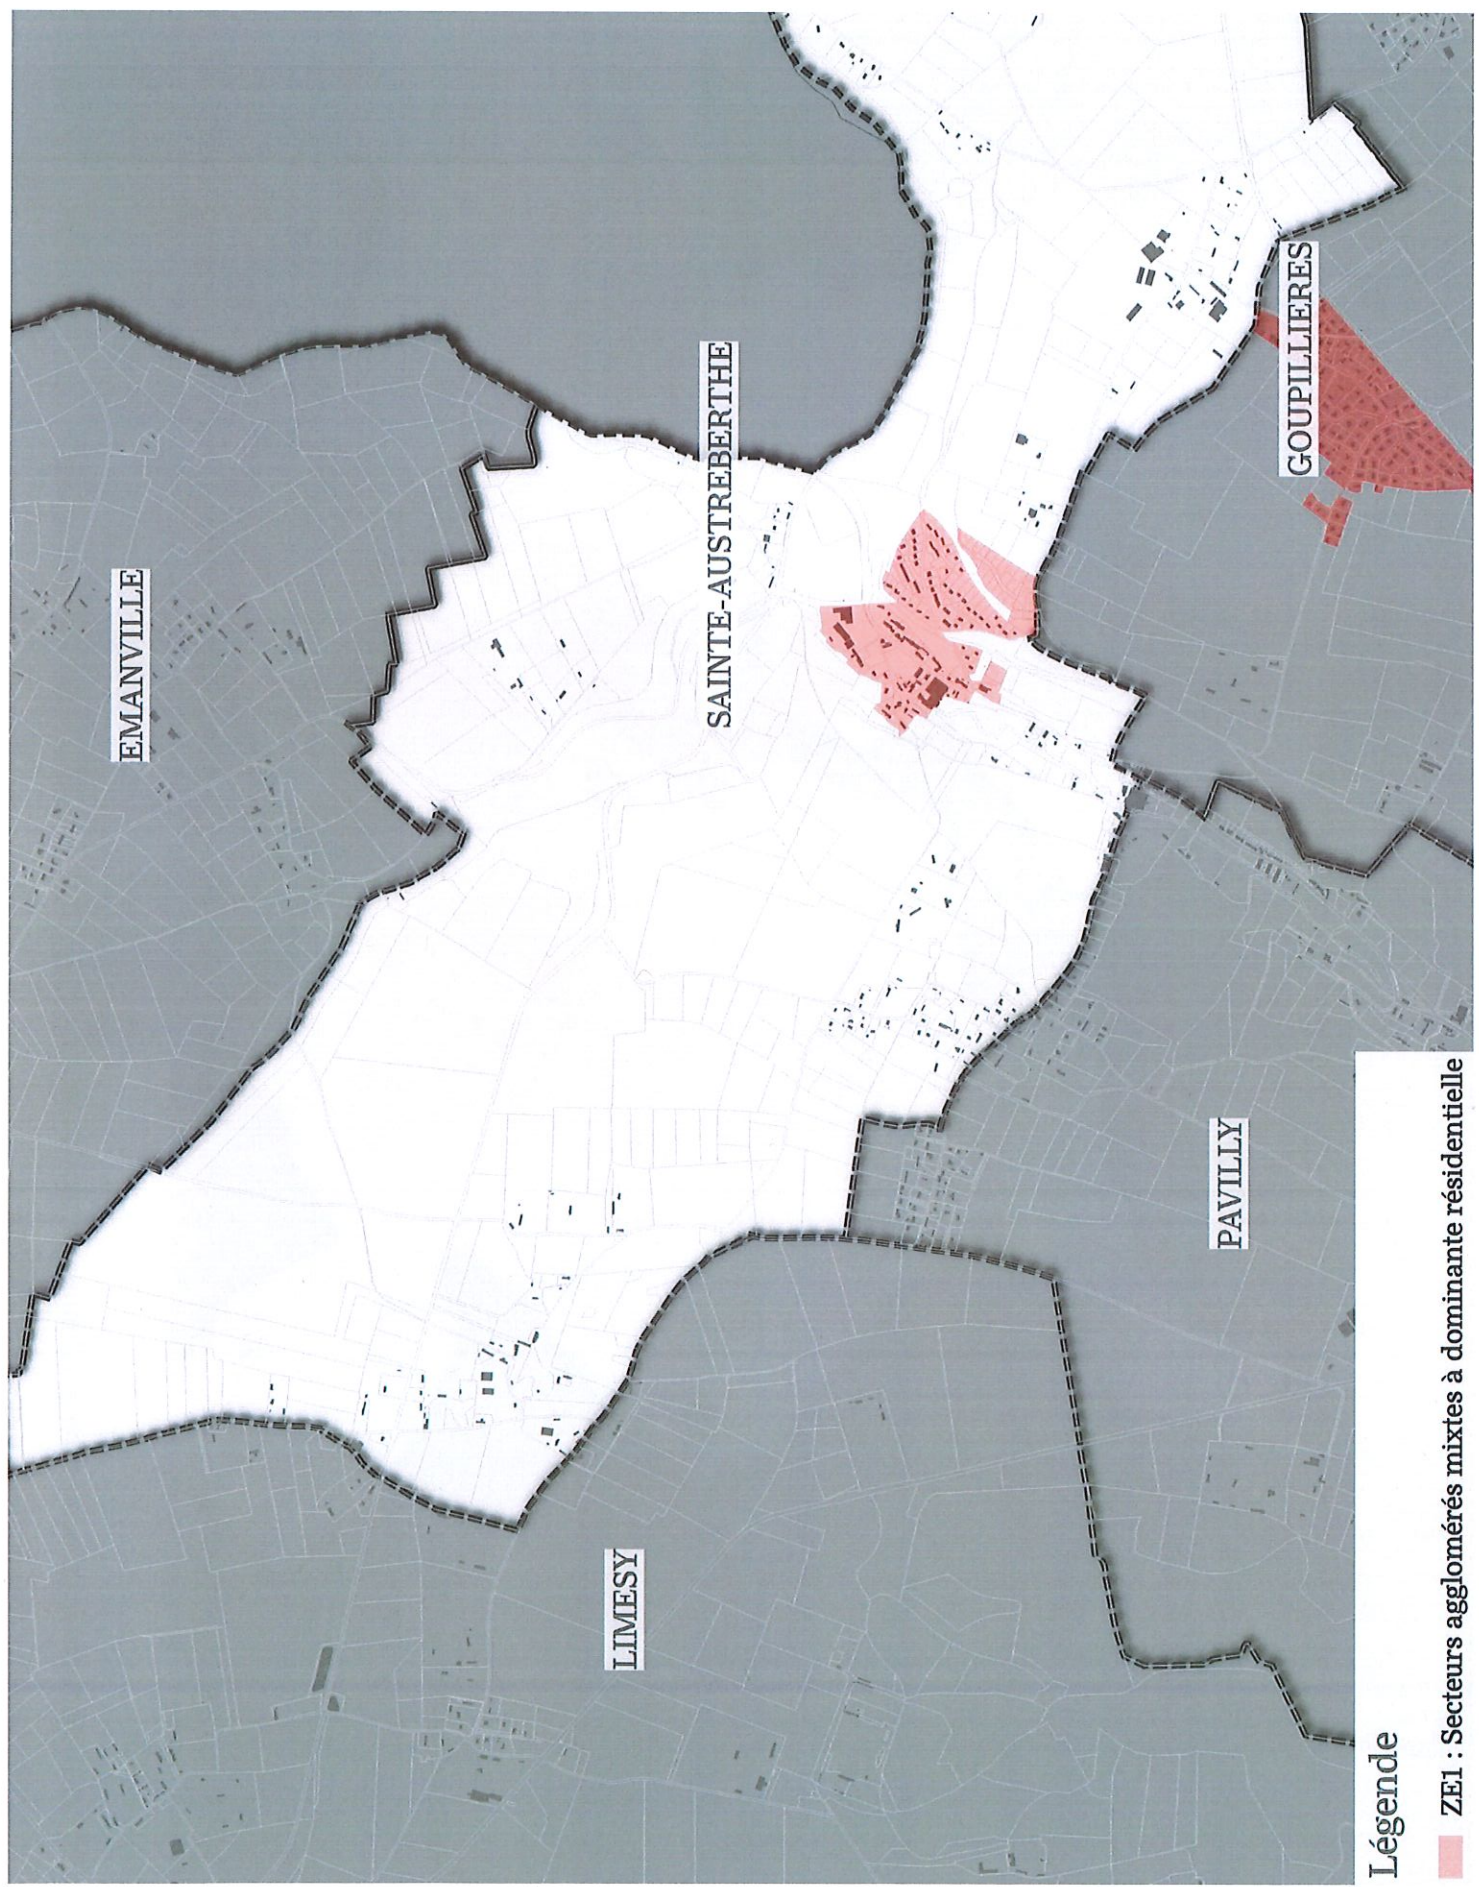 EMANVILLE
SAINTE-AUSTREBERTHE
GOUPILLIERES
LIMESY
PAVILLY
Légende
ZE1 : Secteurs agglomérés mixtes à dominante résidentielle